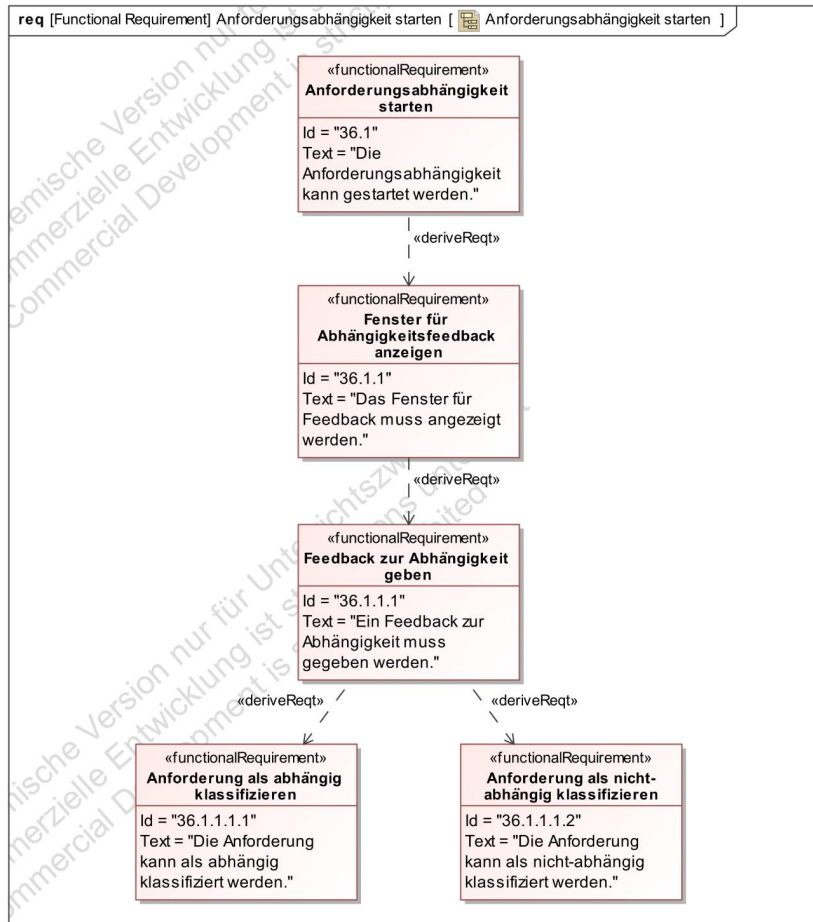 req [Functional Requirement] Anforderungsabhängigkeit starten [ Anforderungsabhängigkeit starten ]
«functionalRequirement»
Anforderungsabhängigkeit
starten
Id = "36.1"
Text = "Die
Anforderungsabhängigkeit
kann gestartet werden."
«deriveReqt»
«functionalRequirement»
Fenster für
Abhängigkeitsfeedback
anzeigen
Id = "36.1.1"
Text = "Das Fenster für
Feedback muss angezeigt
werden."
«deriveReqt»
«functionalRequirement»
Feedback zur Abhängigkeit
geben
Id = "36.1.1.1"
Text = "Ein Feedback zur
Abhängigkeit muss
gegeben werden."
«deriveReqt»
«deriveReqt»
«functionalRequirement»
Anforderung als abhängig
klassifizieren
Id = "36.1.1.1.1"
Text = "Die Anforderung
kann als abhängig
klassifiziert werden."
«functionalRequirement»
Anforderung als nicht-
abhängig klassifizieren
Id = "36.1.1.1.2"
Text = "Die Anforderung
kann als nicht-abhängig
klassifiziert werden."